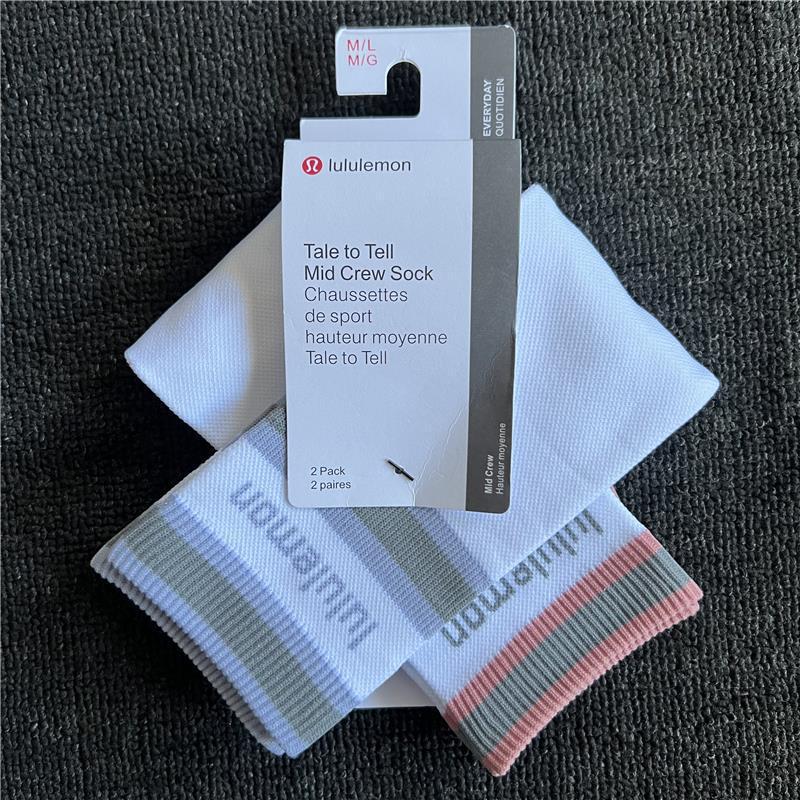 M/L
M/G
EVERYDAY
QUOTIDIEN
lululemon
Tale to Tell
Mid Crew Sock
Chaussettes
de sport
hauteur moyenne
Tale to Tell
2 Pack
2 paires
Mid Crew
Hauteur moyenne
lululemon
lululemon